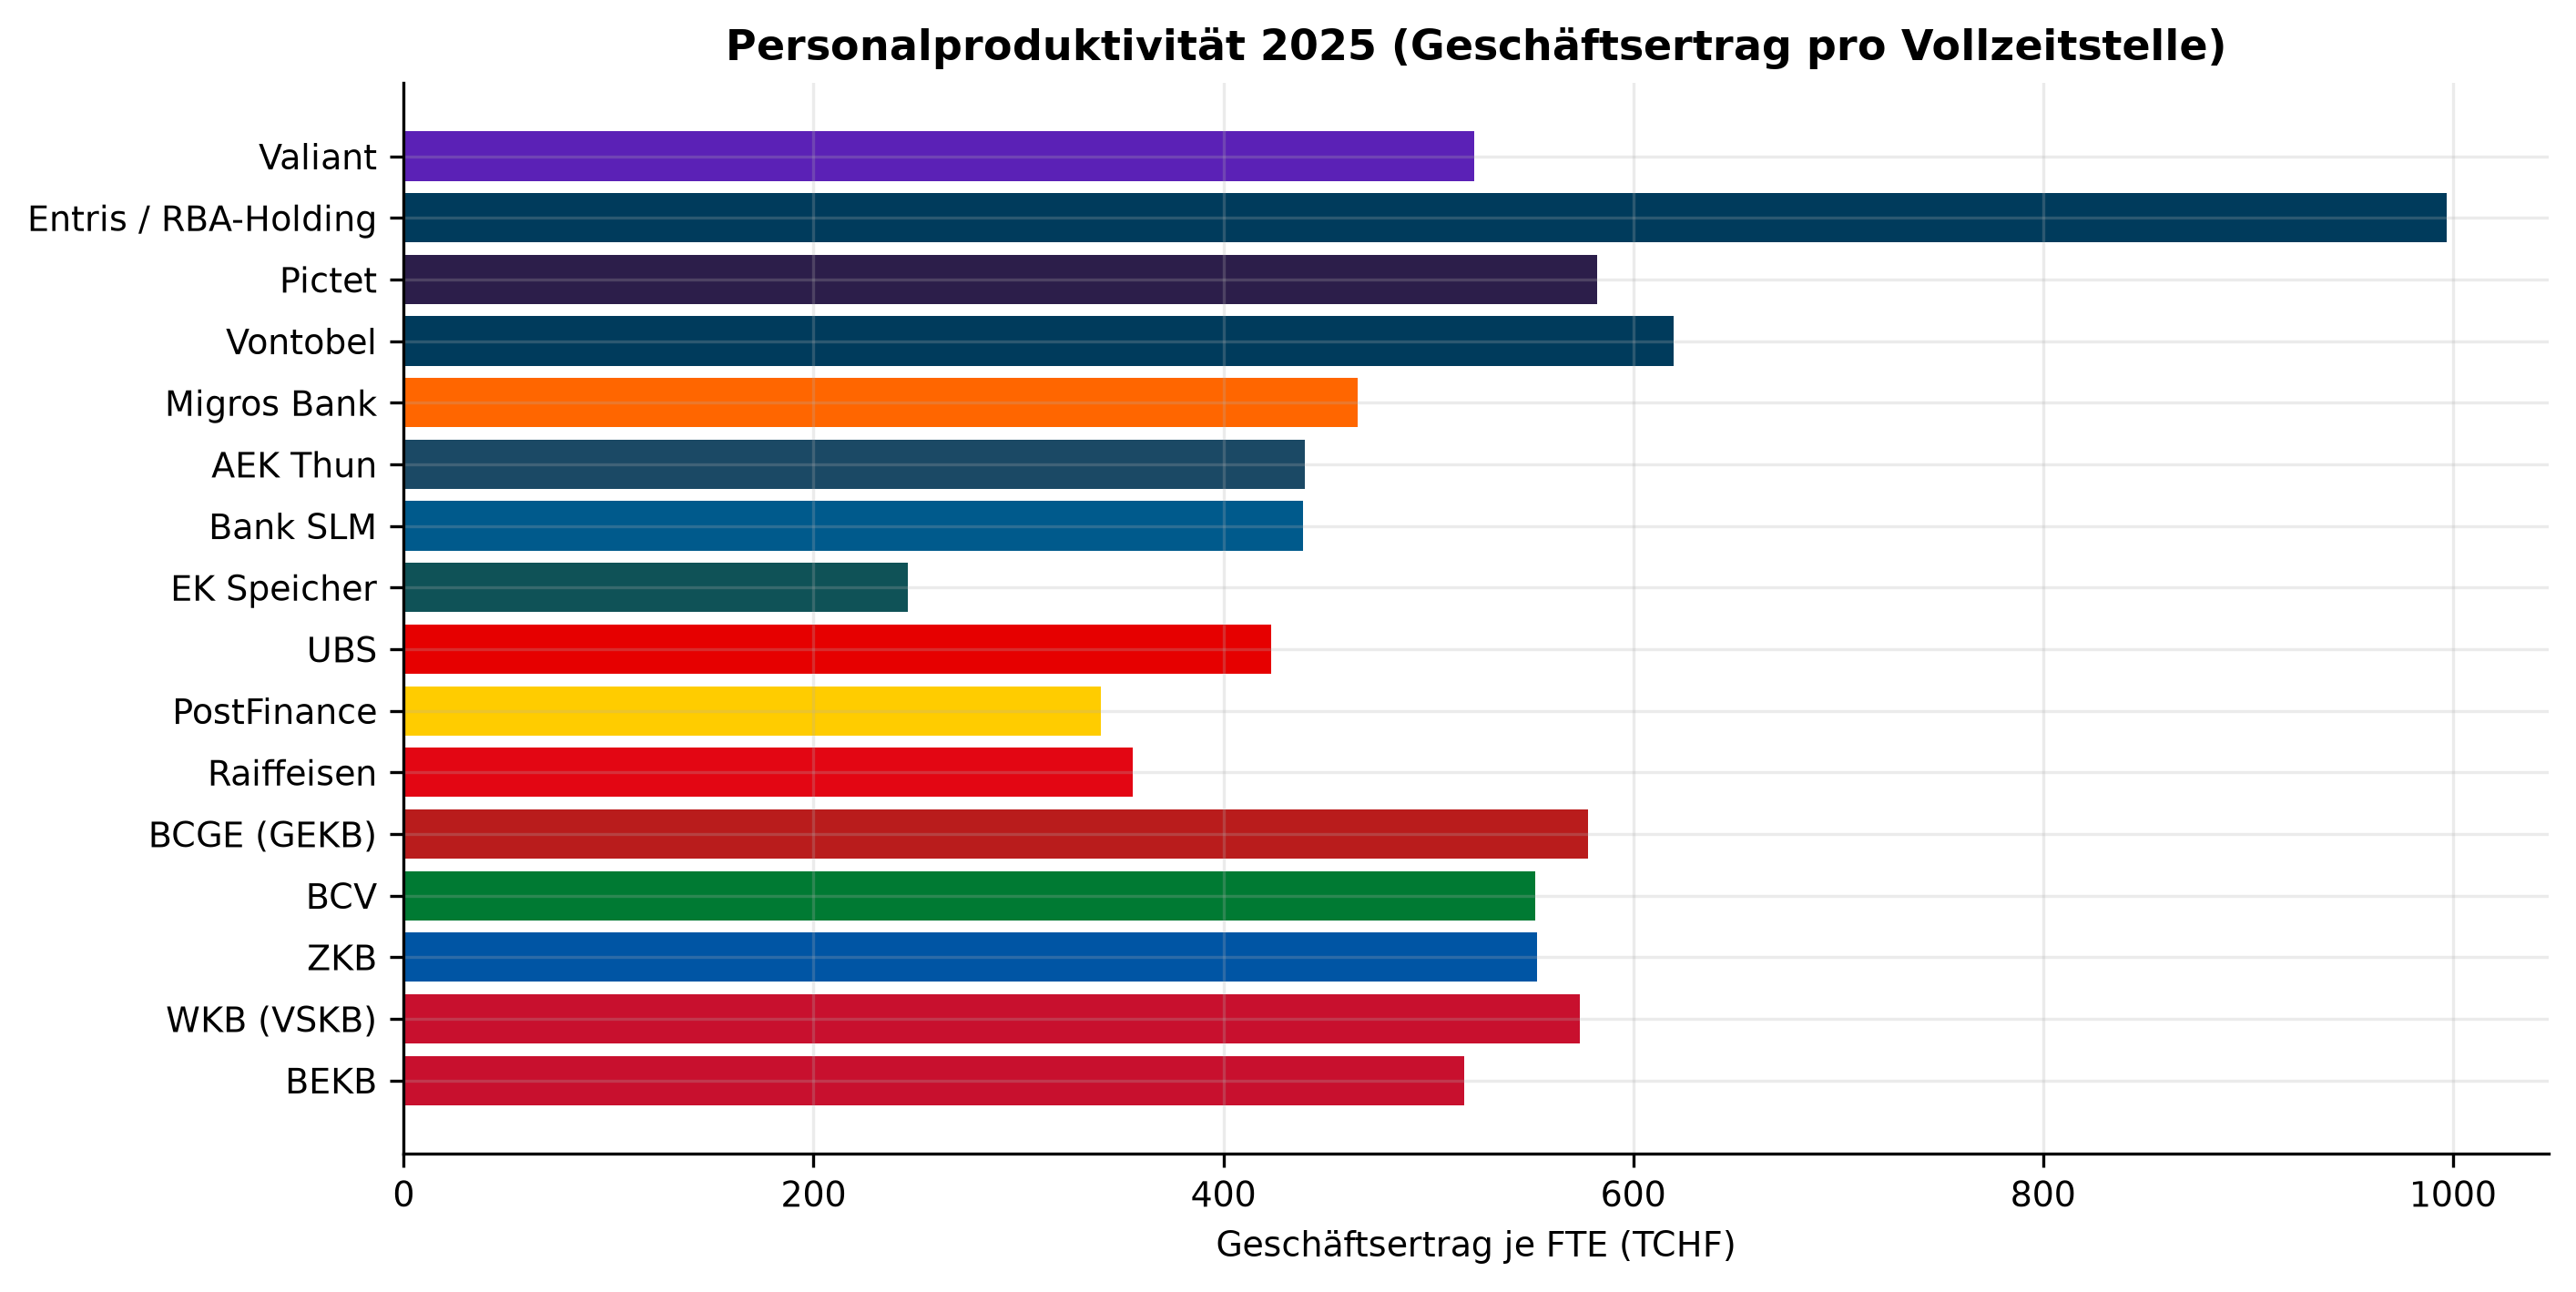 Personalproduktivität 2025 (Geschäftsertrag pro Vollzeitstelle)
Valiant
Entris / RBA-Holding
Pictet
Vontobel
Migros Bank
AEK Thun
Bank SLM
EK Speicher
UBS
PostFinance
Raiffeisen
BCGE (GEKB)
BCV
ZKB
WKB (VSKB)
BEKB
0 200 400 600 800 1000
Geschäftsertrag je FTE (TCHF)